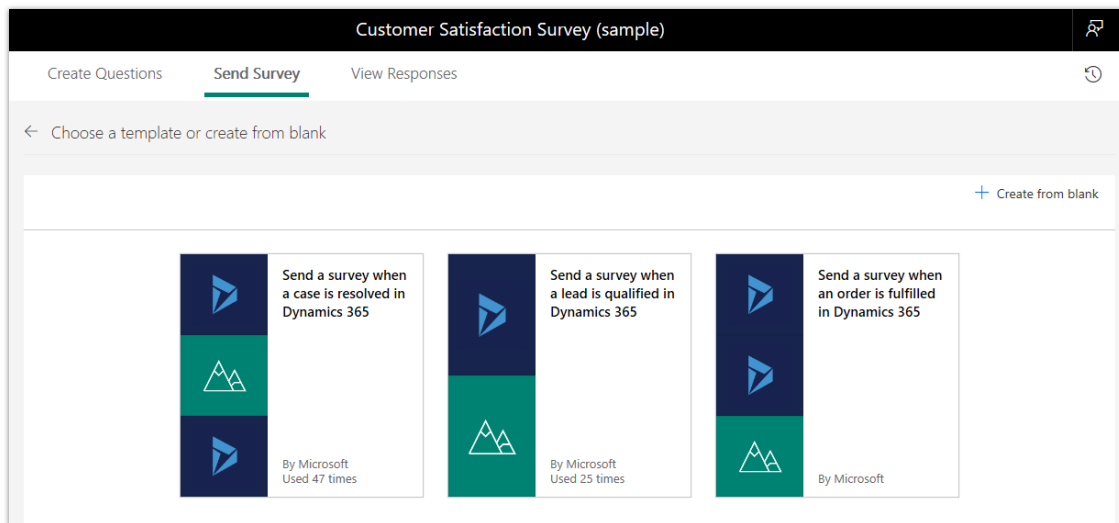 Customer Satisfaction Survey (sample)
Create Questions
Send Survey
View Responses
Choose a template or create from blank
Create from blank
Send a survey when
a case is resolved in
Dynamics 365
By Microsoft
Used 47 times
Send a survey when
a lead is qualified in
Dynamics 365
By Microsoft
Used 25 times
Send a survey when
an order is fulfilled
in Dynamics 365
By Microsoft